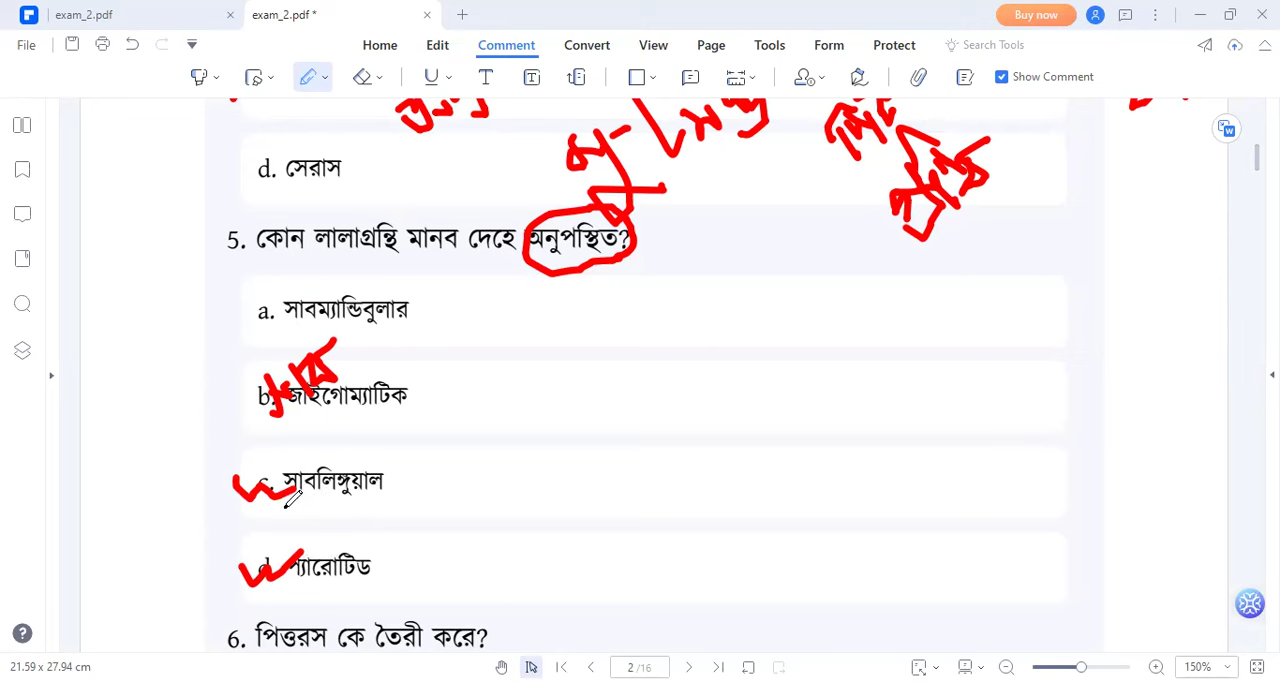 exam_2.pdf
exam_2.pdf *
Buy now
File
Home Edit Comment Convert View Page Tools Form Protect Search Tools
Show Comment
d. সেরাস
5. কোন লালাগ্রন্থি মানব দেহে অনুপস্থিত?
a. সাবম্যান্ডিবুলার
b. জাইগোম্যাটিক
c. সাবলিঙ্গুয়াল
d. প্যারোটিড
6. পিত্তরস কে তৈরী করে?
21.59 x 27.94 cm
2 /16
150%